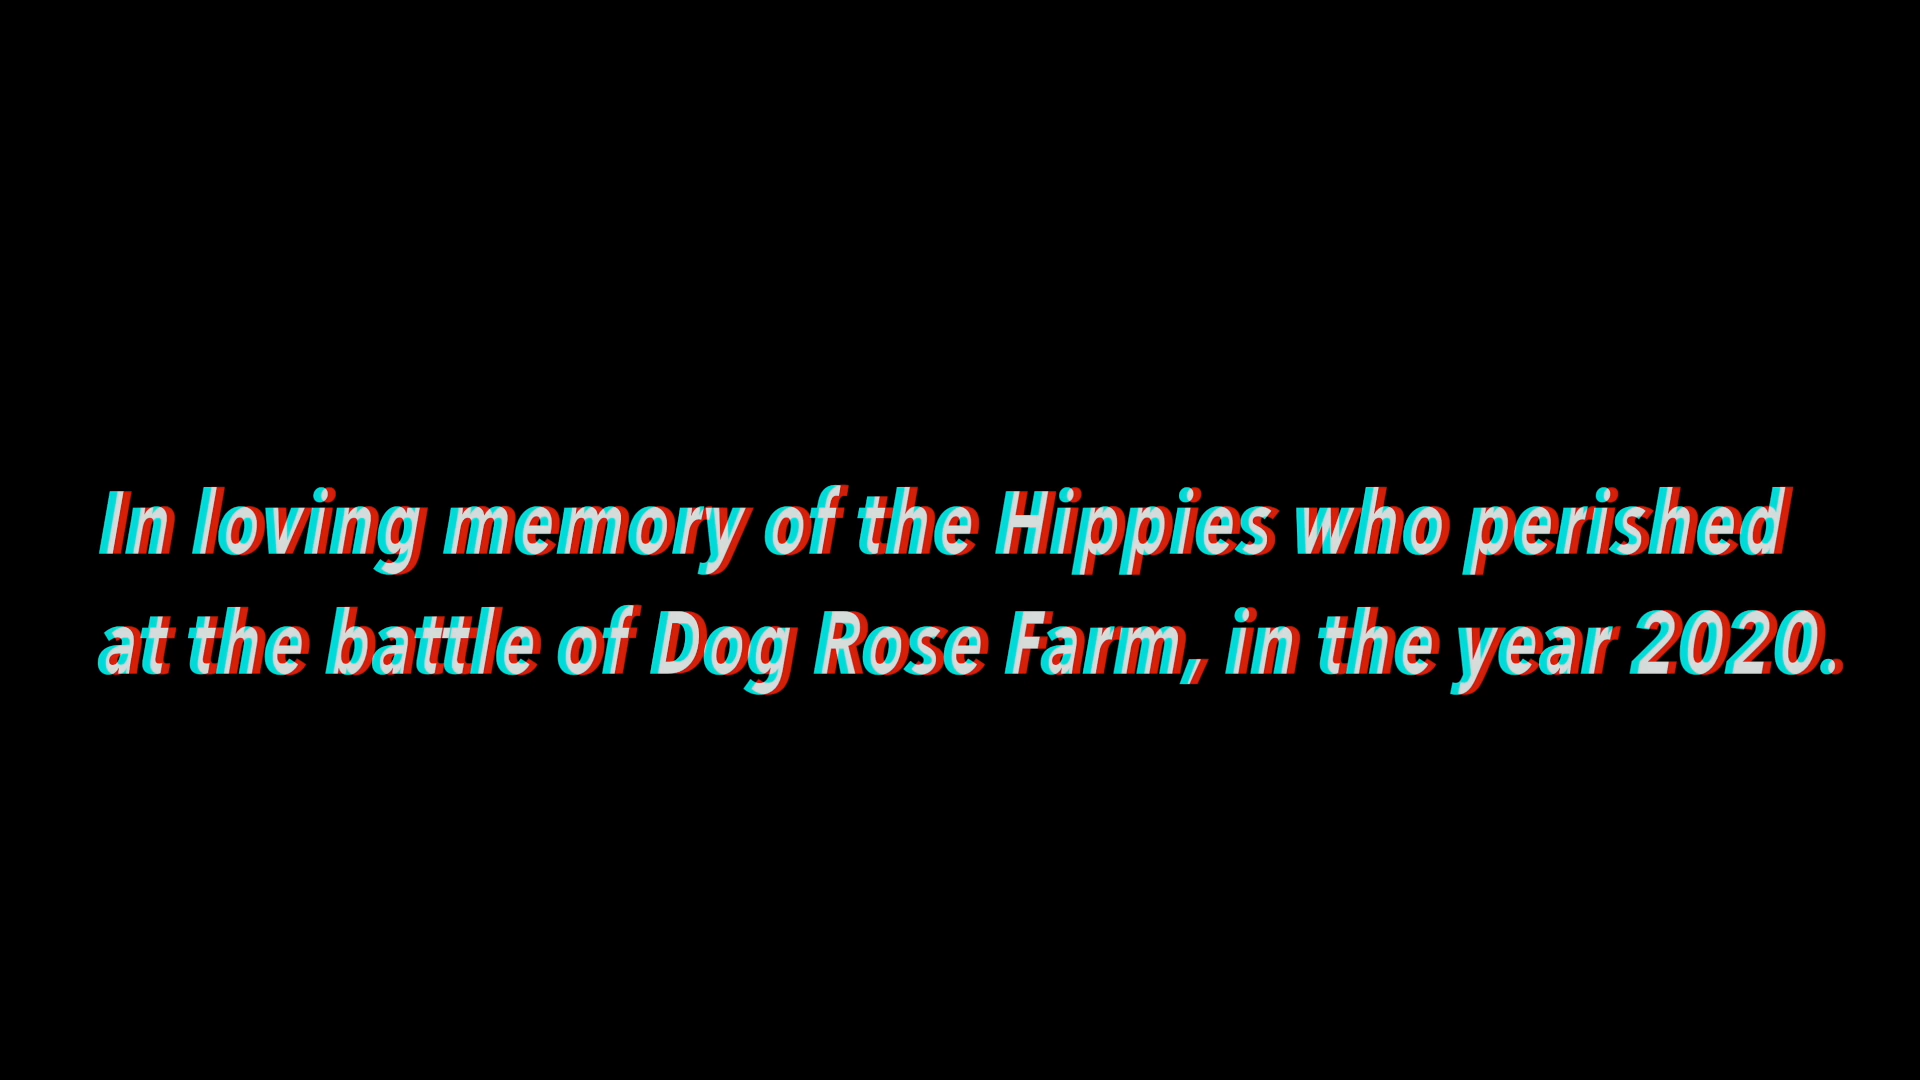 In loving memory of the Hippies who perished
at the battle of Dog Rose Farm, in the year 2020.